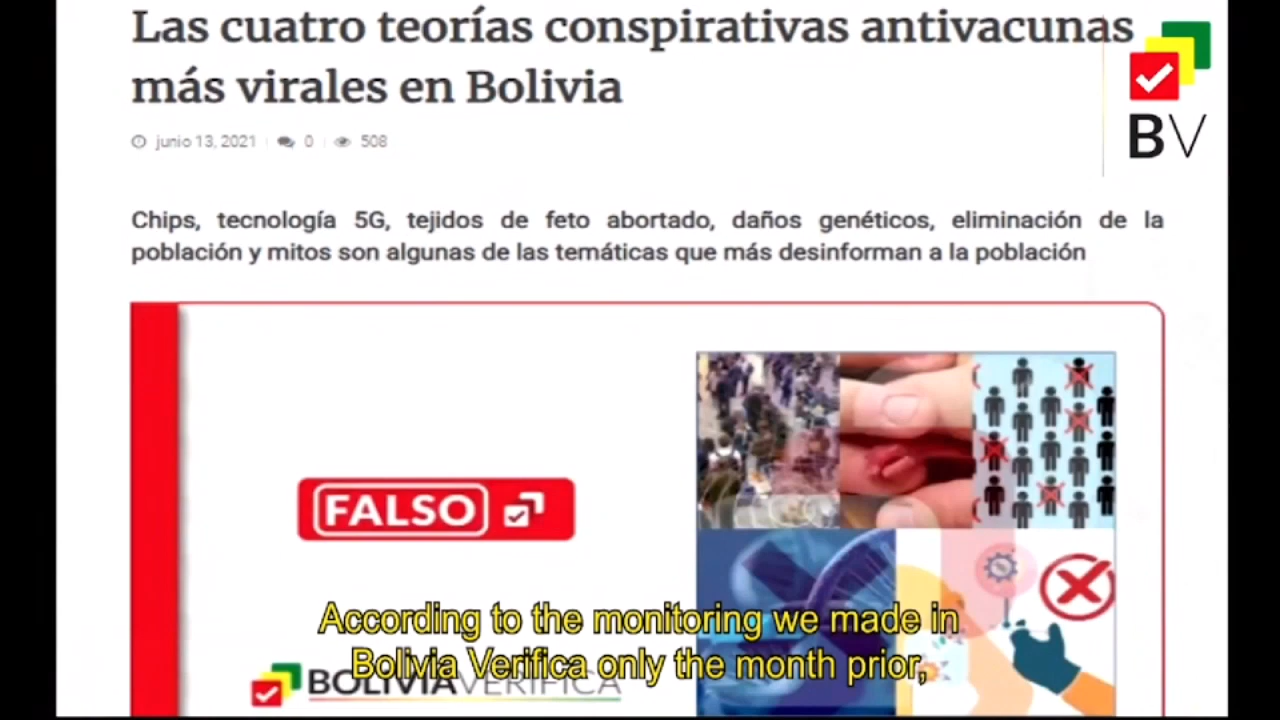 Las cuatro teorías conspirativas antivacunas
más virales en Bolivia
BV
junio 13, 2021 0 508
Chips, tecnología 5G, tejidos de feto abortado, daños genéticos, eliminación de la
población y mitos son algunas de las temáticas que más desinforman a la población
FALSO
According to the monitoring we made in
Bolivia Verifica only the month prior,
BOLIVIAVERIFICA